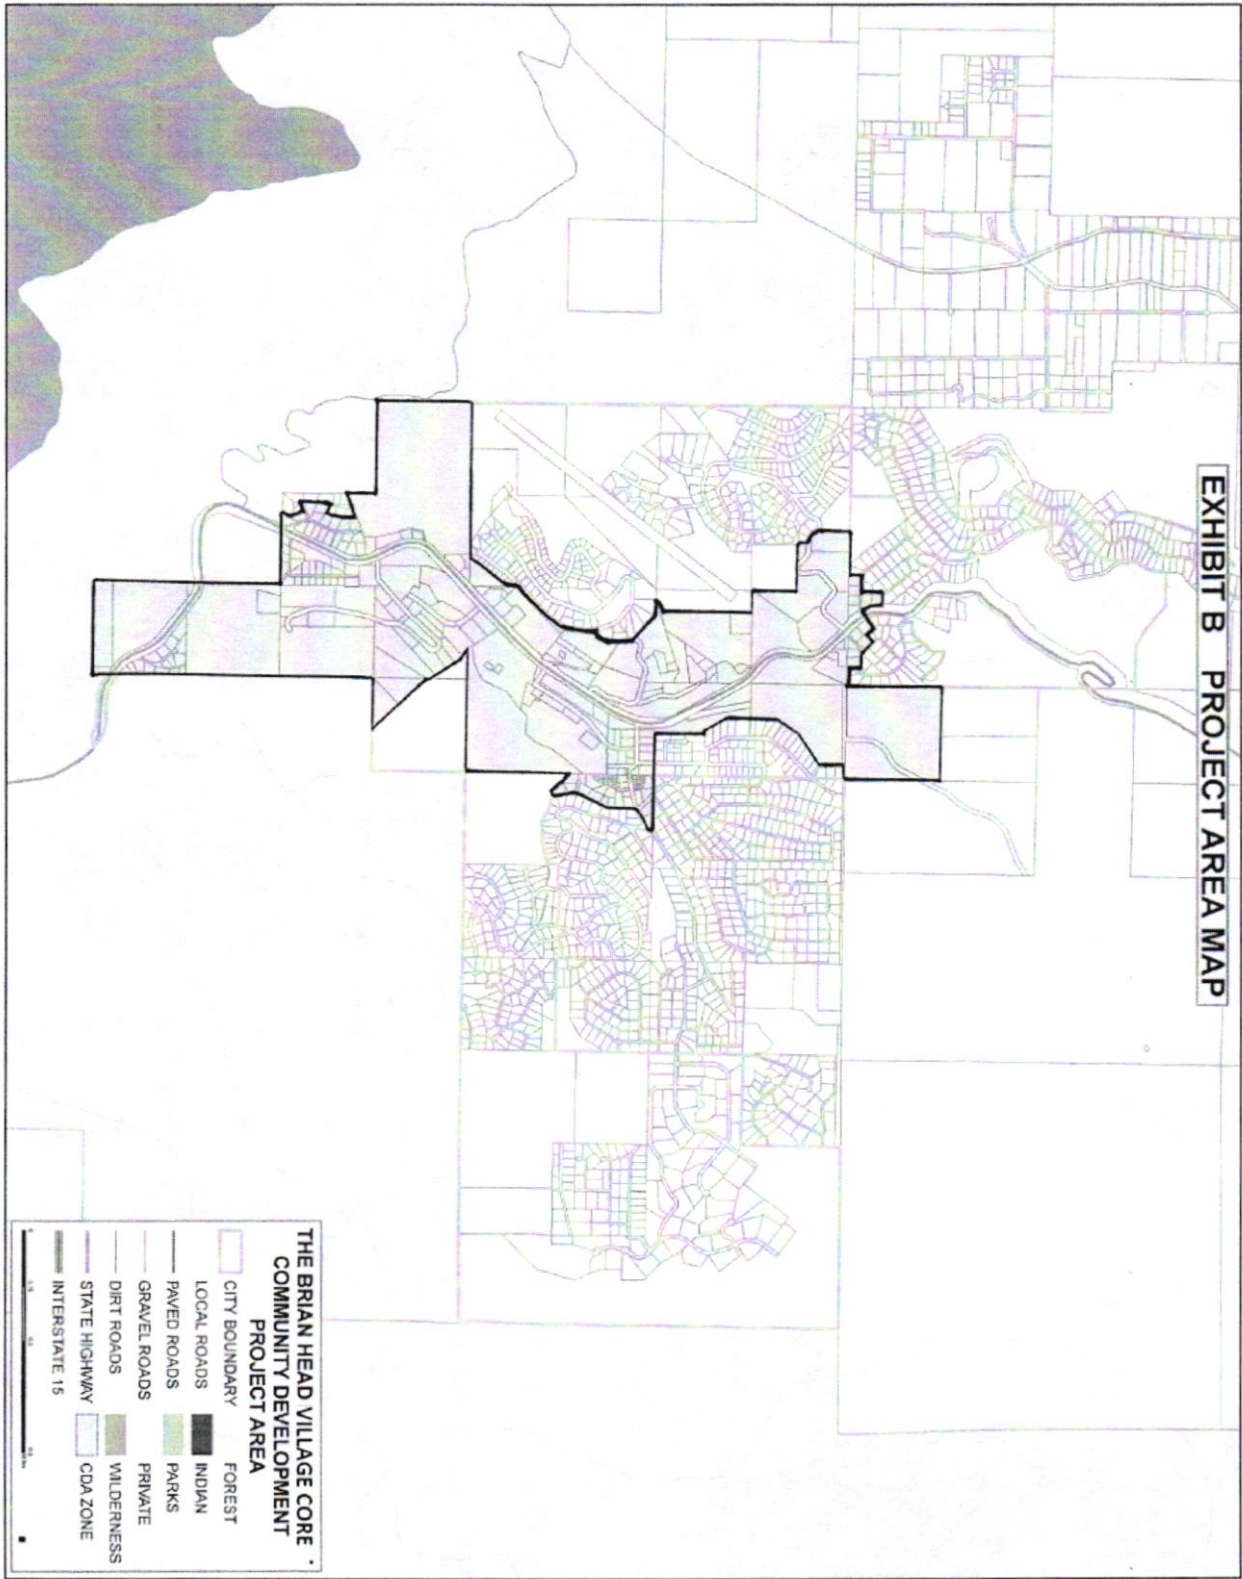 EXHIBIT B PROJECT AREA MAP
THE BRIAN HEAD VILLAGE CORE
COMMUNITY DEVELOPMENT
PROJECT AREA
CITY BOUNDARY
LOCAL ROADS
PAVED ROADS
GRAVEL ROADS
DIRT ROADS
STATE HIGHWAY
INTERSTATE 15
FOREST
INDIAN
PARKS
PRIVATE
WILDERNESS
CDA ZONE